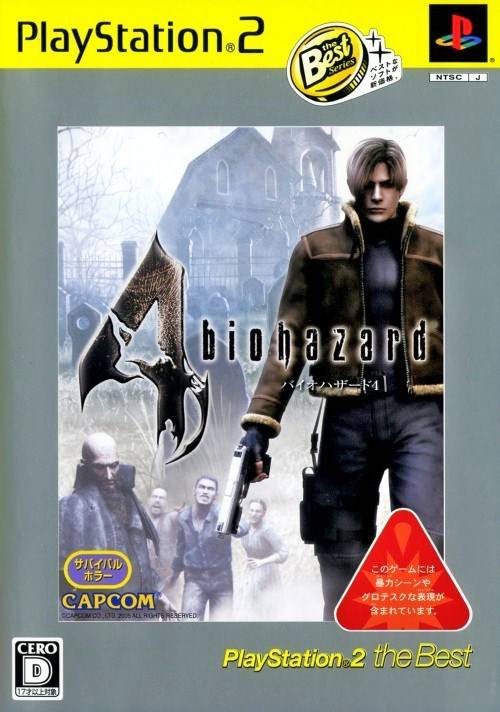 PlayStation®2
the
Best
Series
ベストな
ソフトが
新価格。
NTSC J
4
biohazard
バイオハザード4
サバイバル
ホラー
CAPCOM
©CAPCOM CO., LTD. 2005 ALL RIGHTS RESERVED.
このゲームには
暴力シーンや
グロテスクな表現が
含まれています。
PlayStation®2 the Best
CERO
D
17才以上対象